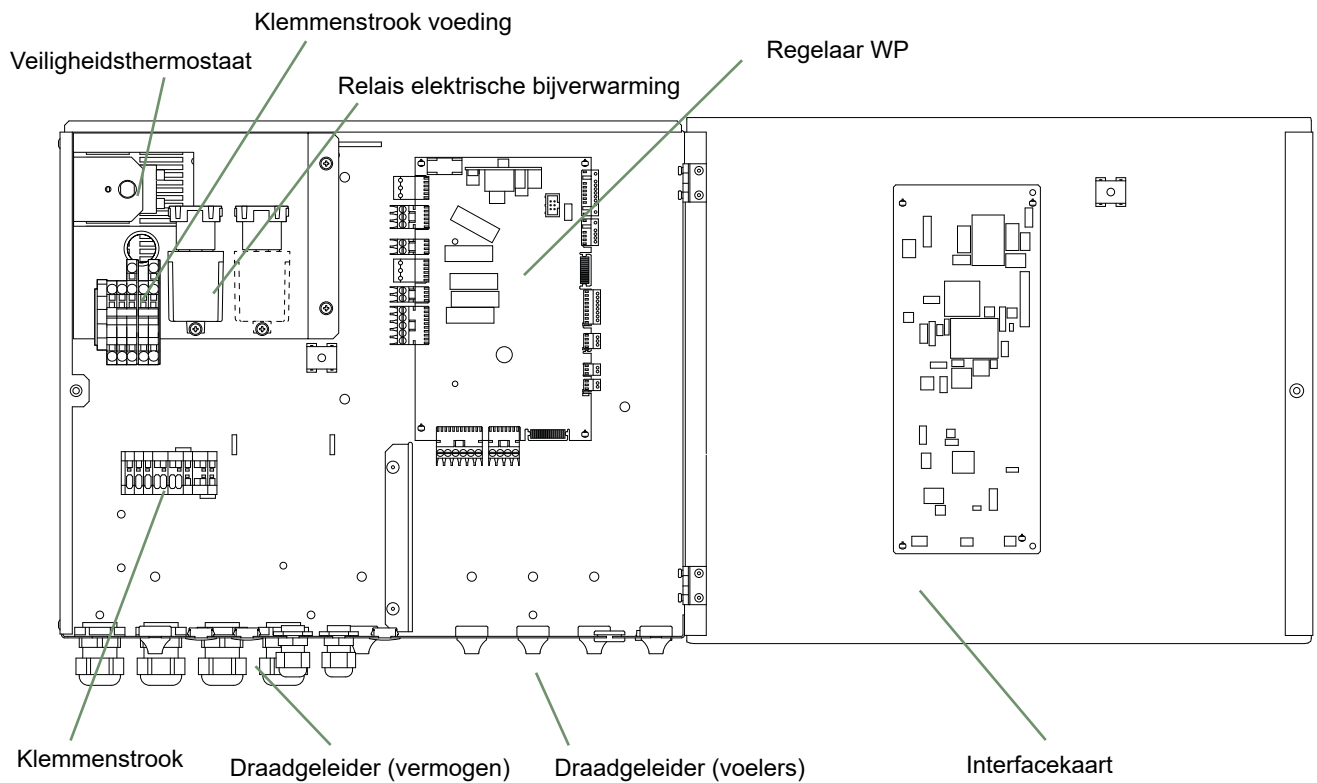 Klemmenstrook voeding
Veiligheidsthermostaat
Regelaar WP
Relais elektrische bijverwarming
Klemmenstrook
Draadgeleider (vermogen)
Draadgeleider (voelers)
Interfacekaart